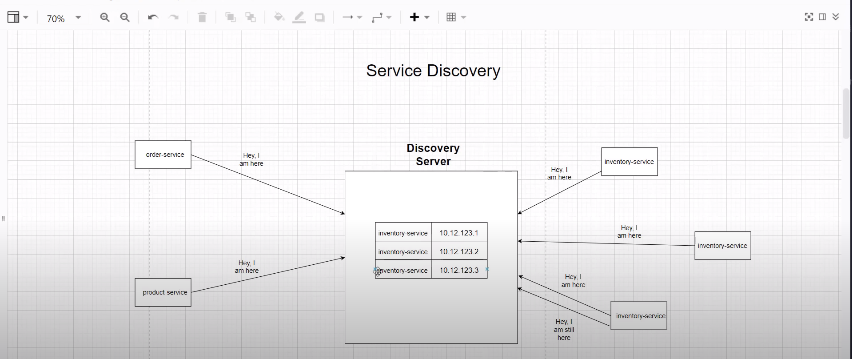 70%
Service Discovery
Discovery
Server
order-service
Hey, I
am here
product service
Hey, I
am here
inventory-service 10.12.123.1
inventory-service 10.12.123.2
inventory-service 10.12.123.3
Hey, I
am here
inventory-service
Hey, I
am here
inventory-service
Hey, I
am here
inventory-service
Hey, I
am still
here